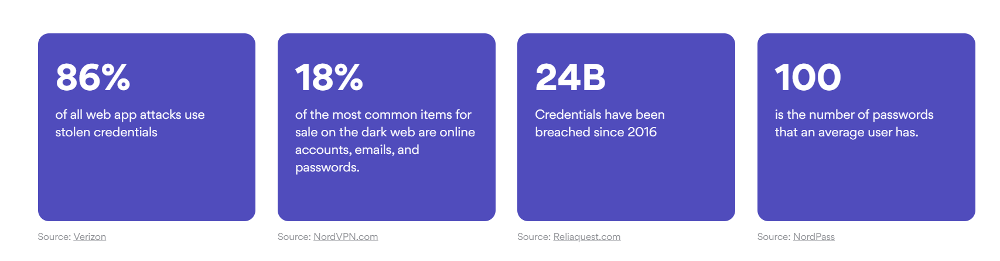 86%
of all web app attacks use
stolen credentials
Source: Verizon
18%
of the most common items for
sale on the dark web are online
accounts, emails, and
passwords.
Source: NordVPN.com
24B
Credentials have been
breached since 2016
Source: Reliaquest.com
100
is the number of passwords
that an average user has.
Source: NordPass